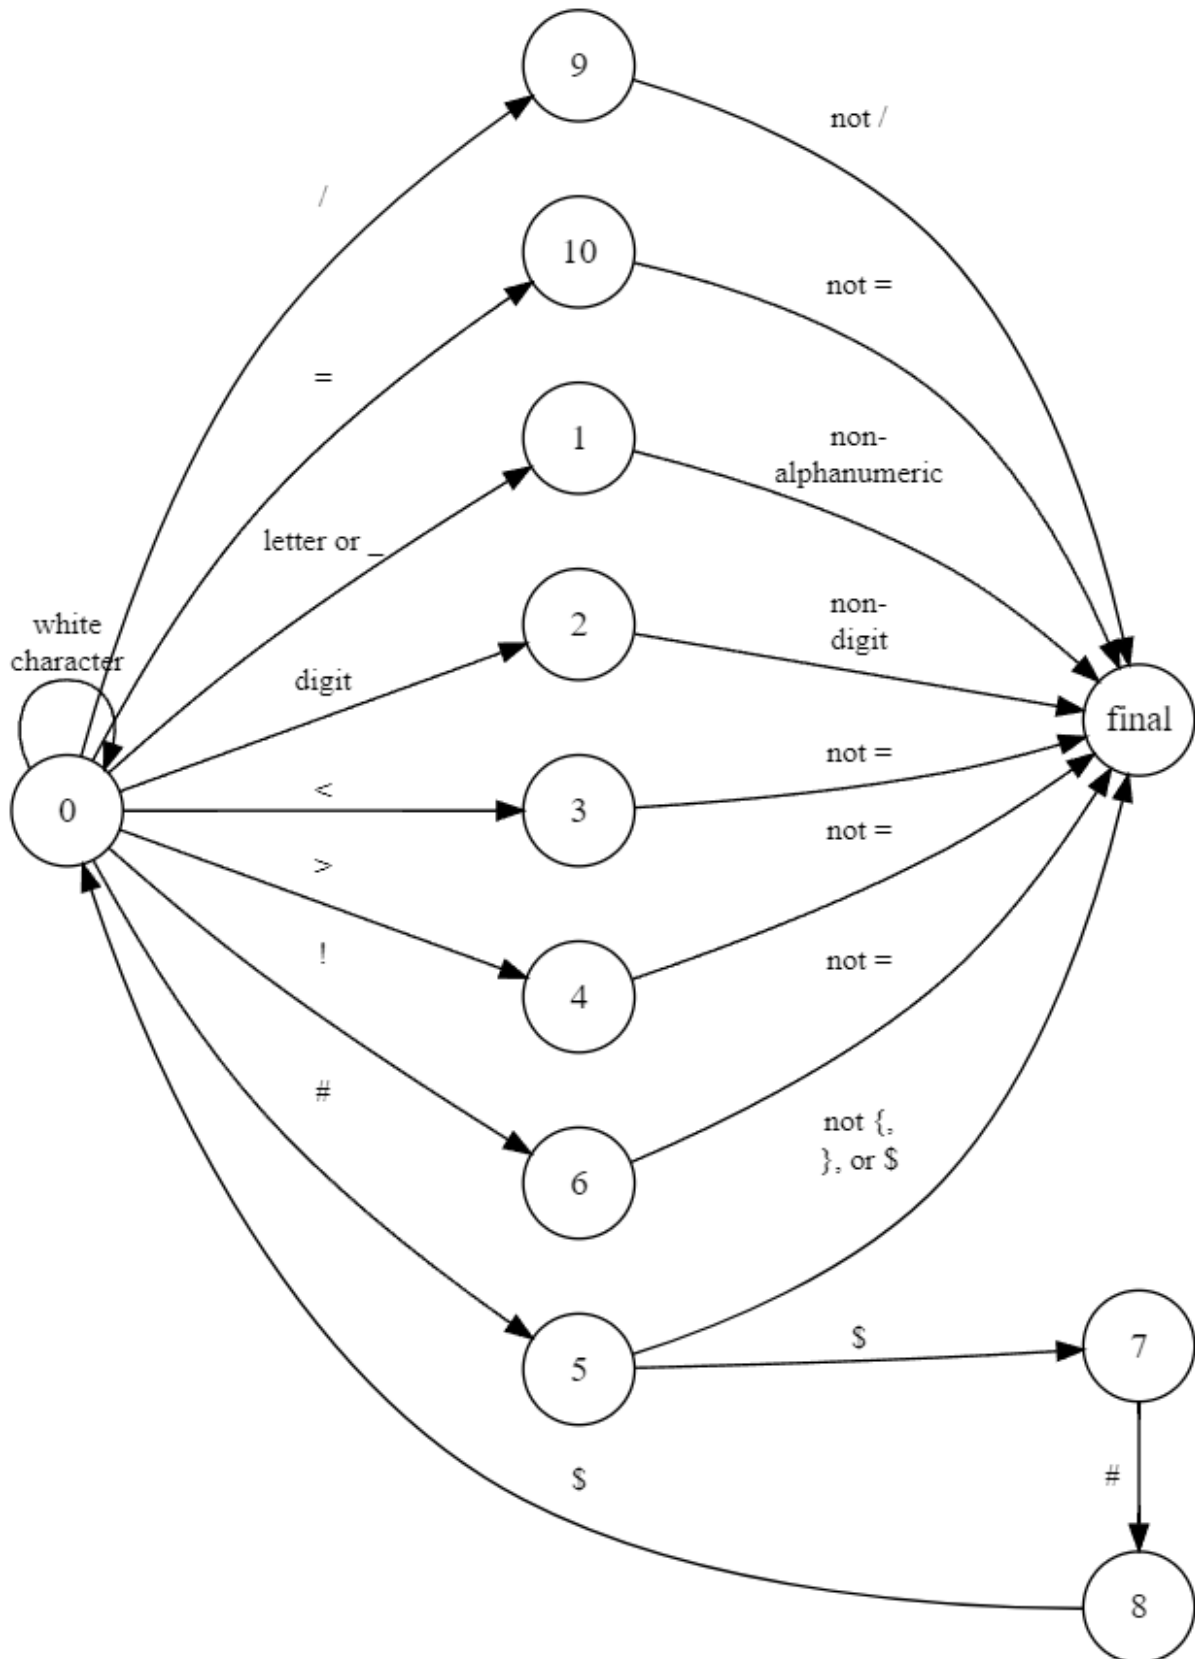 9
not /
/
10
not =
=
1
non-
alphanumeric
letter or _
2
non-
digit
white
character
digit
final
0
<
3
not =
>
not =
4
!
not =
#
6
not {,
}, or $
5
$
7
#
$
8